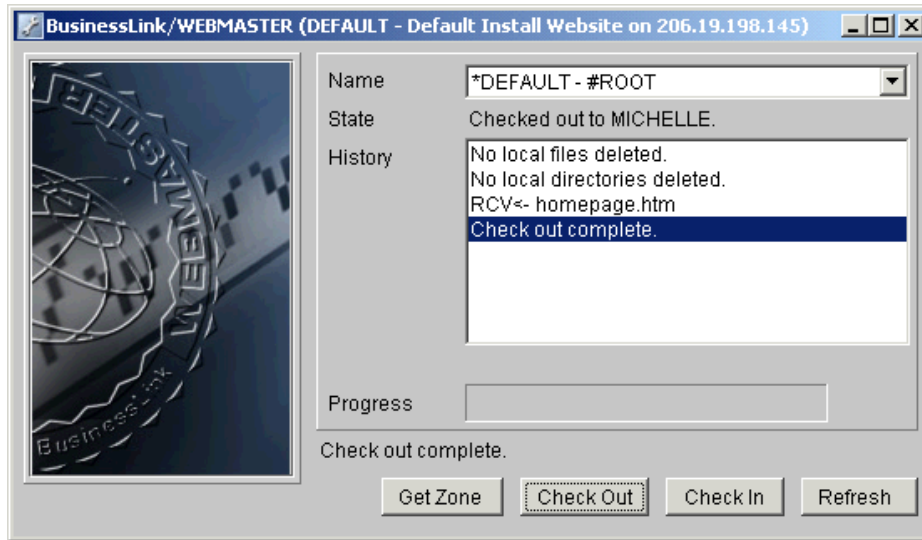 BusinessLink/WEBMASTER (DEFAULT - Default Install Website on 206.19.198.145)
WEBMASTER
BusinessLink
Name
*DEFAULT - #ROOT
State
Checked out to MICHELLE.
History
No local files deleted.
No local directories deleted.
RCV<- homepage.htm
Check out complete.
Progress
Check out complete.
Get Zone
Check Out
Check In
Refresh